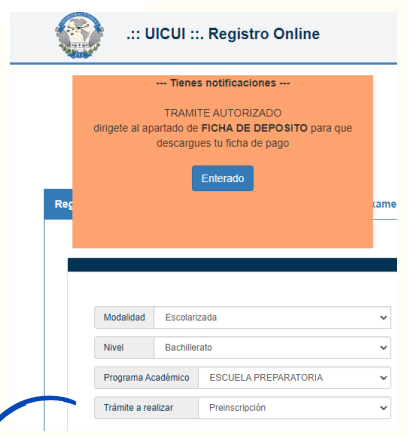 .:: UICUI ::. Registro Online
--- Tienes notificaciones ---
TRAMITE AUTORIZADO
dirigete al apartado de FICHA DE DEPOSITO para que
descargues tu ficha de pago
Enterado
Modalidad Escolarizada
Nivel Bachillerato
Programa Académico ESCUELA PREPARATORIA
Trámite a realizar Preinscripción